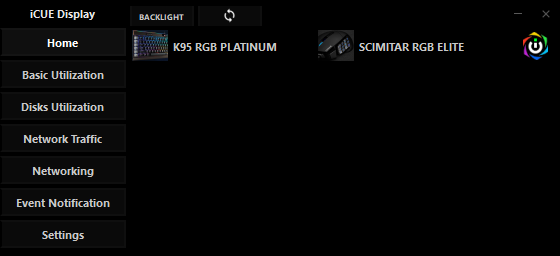 iCUE Display
BACKLIGHT
Home
K95 RGB PLATINUM
SCIMITAR RGB ELITE
Basic Utilization
Disks Utilization
Network Traffic
Networking
Event Notification
Settings